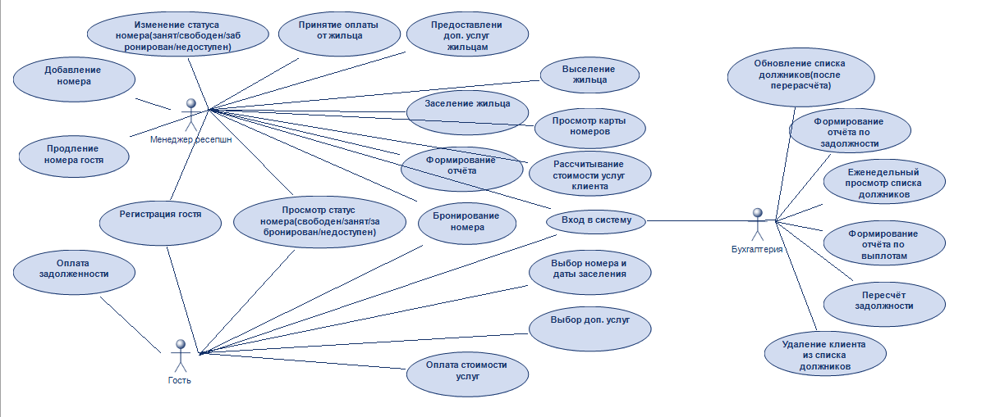 Изменение статуса
номера(занят/свободен/заб
ронирован/недоступен)
Принятие оплаты
от жильца
Предоставлени
доп. услуг
жильцам
Добавление
номера
Выселение
жильца
Обновление списка
должников(после
перерасчёта)
Заселение жильца
Менеджер ресепшн
Просмотр карты
номеров
Формирование
отчёта по
задолжности
Продление
номера гостя
Формирование
отчёта
Рассчитывание
стоимости услуг
клиента
Еженедельный
просмотр списка
должников
Регистрация гостя
Просмотр статус
номера(свободен/занят/за
бронирован/недоступен)
Бронирование
номера
Вход в систему
Бухгалтерия
Формирование
отчёта по
выплотам
Оплата
задолженности
Выбор номера и
даты заселения
Пересчёт
задолжности
Выбор доп. услуг
Удаление клиента
из списка
должников
Гость
Оплата стоимости
услуг